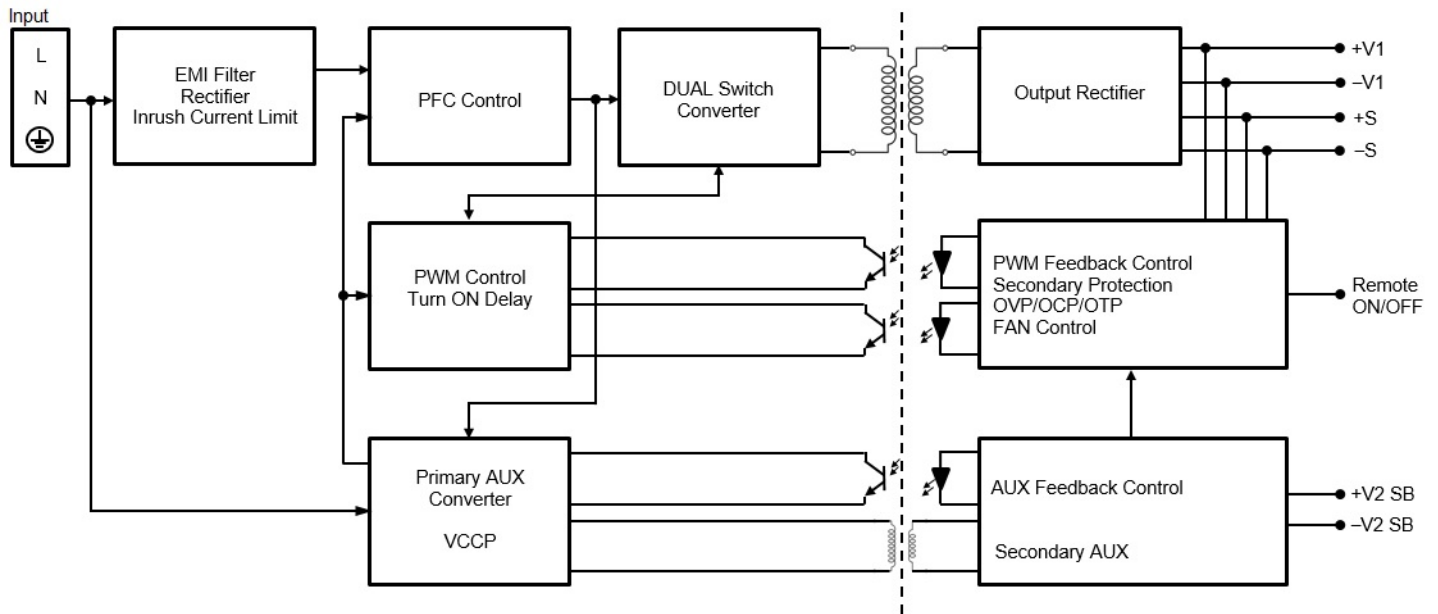 Input
L
N
EMI Filter
Rectifier
Inrush Current Limit
PFC Control
DUAL Switch
Converter
Output Rectifier
+V1
–V1
+S
–S
PWM Control
Turn ON Delay
PWM Feedback Control
Secondary Protection
OVP/OCP/OTP
FAN Control
Remote
ON/OFF
Primary AUX
Converter
VCCP
AUX Feedback Control
Secondary AUX
+V2 SB
–V2 SB